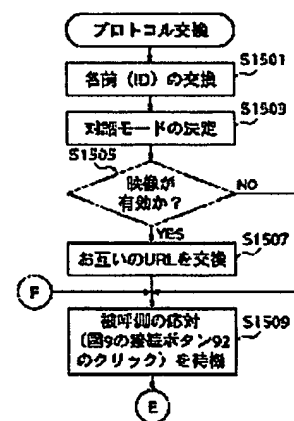 プロトコル交換
S1501
名前（ID）の交換
S1503
対話モードの決定
S1505
映像が
有効か？
NO
YES
S1507
お互いのURLを交換
F
S1509
被呼側の応対
（図9の接続ボタン92
のクリック）を待機
E